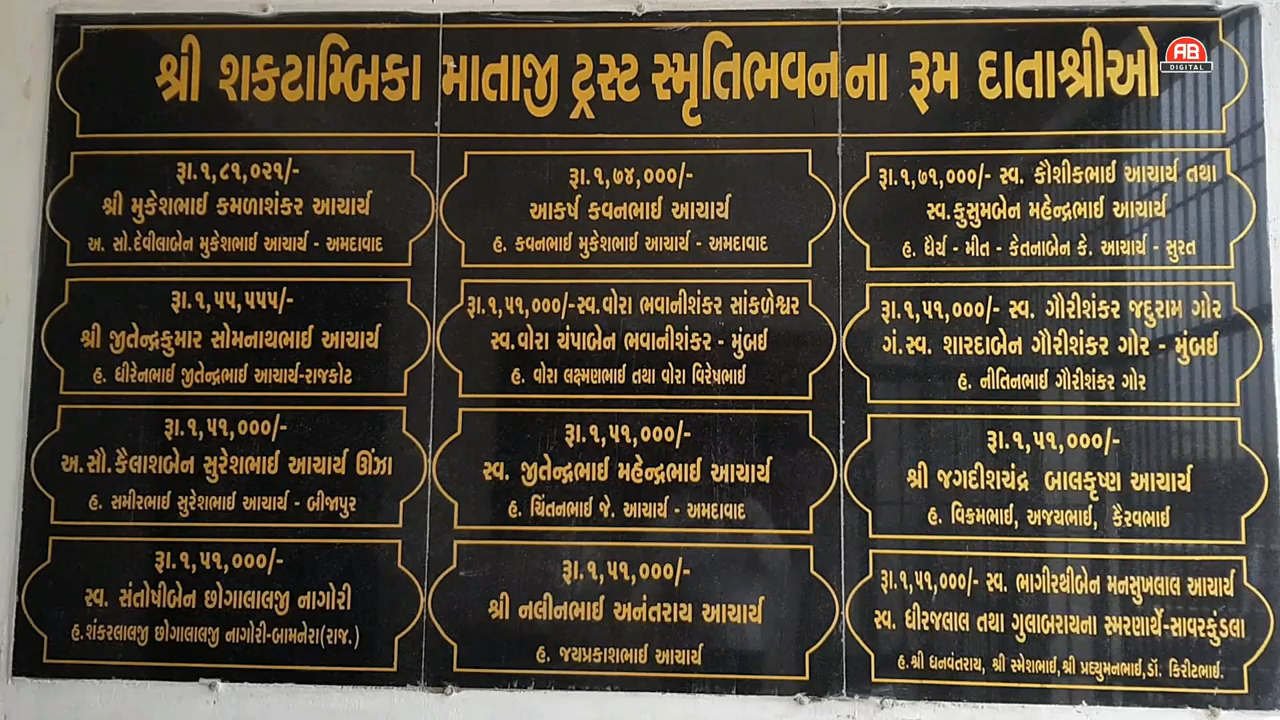 શ્રી શકટામ્બિકા માતાજી ટ્રસ્ટ સ્મૃતિભવનના રૂમ દાતાશ્રીઓ
AB
DIGITAL
રૂા.૧,૮૧,૦૨૧/-
શ્રી મુકેશભાઈ કમળાશંકર આચાર્ય
અ. સો.દેવીલાબેન મુકેશભાઈ આચાર્ય - અમદાવાદ
રૂા.૧,૭૪,૦૦૦/-
આકર્ષ કવનભાઈ આચાર્ય
હ. કવનભાઈ મુકેશભાઈ આચાર્ય - અમદાવાદ
રૂા.૧,૭૧,૦૦૦/- સ્વ. કૌશીકભાઈ આચાર્ય તથા
સ્વ.કુસુમબેન મહેન્દ્રભાઈ આચાર્ય
હ. ધૈર્ય - મીત - કેતનાબેન કે. આચાર્ય - સુરત
રૂા.૧,૫૫,૫૫૫/-
શ્રી જીતેન્દ્રકુમાર સોમનાથભાઈ આચાર્ય
હ. ધીરેનભાઈ જીતેન્દ્રભાઈ આચાર્ય-રાજકોટ
રૂા.૧,૫૧,૦૦૦/-સ્વ.વોરા ભવાનીશંકર સાંકળેશ્વર
સ્વ.વોરા ચંપાબેન ભવાનીશંકર - મુંબઈ
હ. વોરા લક્ષ્મણભાઈ તથા વોરા વિરેષભાઈ
રૂા.૧,૫૧,૦૦૦/- સ્વ. ગૌરીશંકર જદુરામ ગોર
ગં.સ્વ. શારદાબેન ગૌરીશંકર ગોર - મુંબઈ
હ. નીતિનભાઈ ગૌરીશંકર ગોર
રૂા.૧,૫૧,૦૦૦/-
અ.સૌ.કૈલાશબેન સુરેશભાઈ આચાર્ય ઊંઝા
હ. સમીરભાઈ સુરેશભાઈ આચાર્ય - બીજાપુર
રૂા.૧,૫૧,૦૦૦/-
સ્વ. જીતેન્દ્રભાઈ મહેન્દ્રભાઈ આચાર્ય
હ. ચિંતનભાઈ જે. આચાર્ય - અમદાવાદ
રૂા.૧,૫૧,૦૦૦/-
શ્રી જગદીશચંદ્ર બાલકૃષ્ણ આચાર્ય
હ. વિક્રમભાઈ, અજયભાઈ, કૈરવભાઈ
રૂા.૧,૫૧,૦૦૦/-
સ્વ. સંતોષીબેન છોગાલાલજી નાગોરી
હ.શંકરલાલજી છોગાલાલજી નાગોરી-બામનેરા(રાજ.)
રૂા.૧,૫૧,૦૦૦/-
શ્રી નલીનભાઈ અનંતરાય આચાર્ય
હ. જયપ્રકાશભાઈ આચાર્ય
રૂા.૧,૫૧,૦૦૦/- સ્વ. ભાગીરથીબેન મનસુખલાલ આચાર્ય
સ્વ. ધીરજલાલ તથા ગુલાબરાયના સ્મરણાર્થે-સાવરકુંડલા
હ.શ્રી ધનવંતરાય, શ્રી રમેશભાઈ,શ્રી પ્રદ્યુમનભાઈ,ડૉ. કિરીટભાઈ.